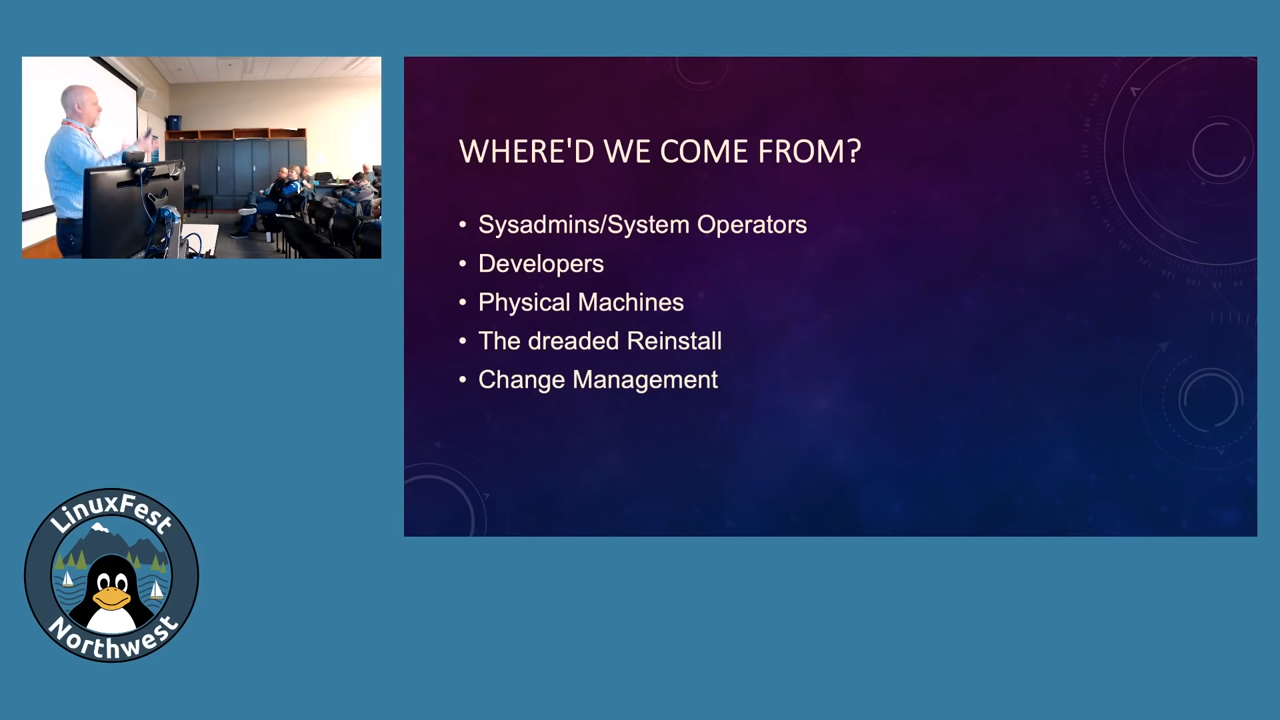 WHERE'D WE COME FROM?
• Sysadmins/System Operators
• Developers
• Physical Machines
• The dreaded Reinstall
• Change Management
LinuxFest
Northwest